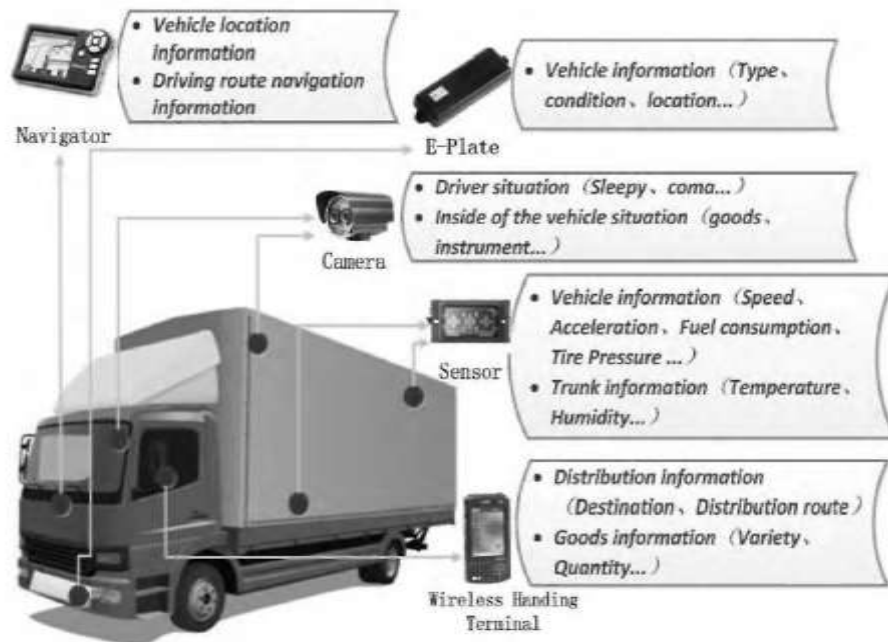 • Vehicle location
information
• Driving route navigation
information
Navigator
• Vehicle information（Type、
condition、location...）
E-Plate
• Driver situation（Sleepy、coma...）
• Inside of the vehicle situation（goods、
instrument...）
Camera
• Vehicle information（Speed、
Acceleration、Fuel consumption、
Tire Pressure ...）
• Trunk information（Temperature、
Humidity...）
Sensor
• Distribution information
（Destination、Distribution route）
• Goods information（Variety、
Quantity...）
Wireless Handing
Terminal